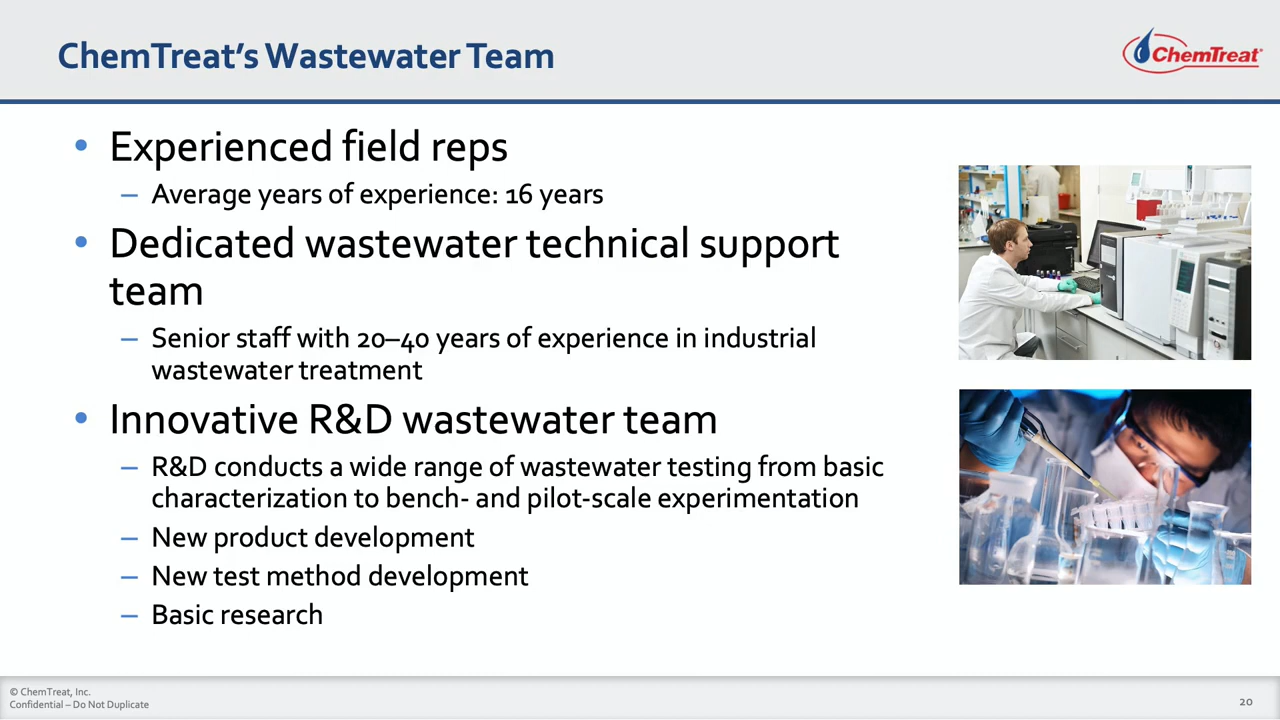 ChemTreat's Wastewater Team
ChemTreat®
• Experienced field reps
– Average years of experience: 16 years
• Dedicated wastewater technical support
team
– Senior staff with 20–40 years of experience in industrial
wastewater treatment
• Innovative R&D wastewater team
– R&D conducts a wide range of wastewater testing from basic
characterization to bench- and pilot-scale experimentation
– New product development
– New test method development
– Basic research
© ChemTreat, Inc.
Confidential – Do Not Duplicate
20